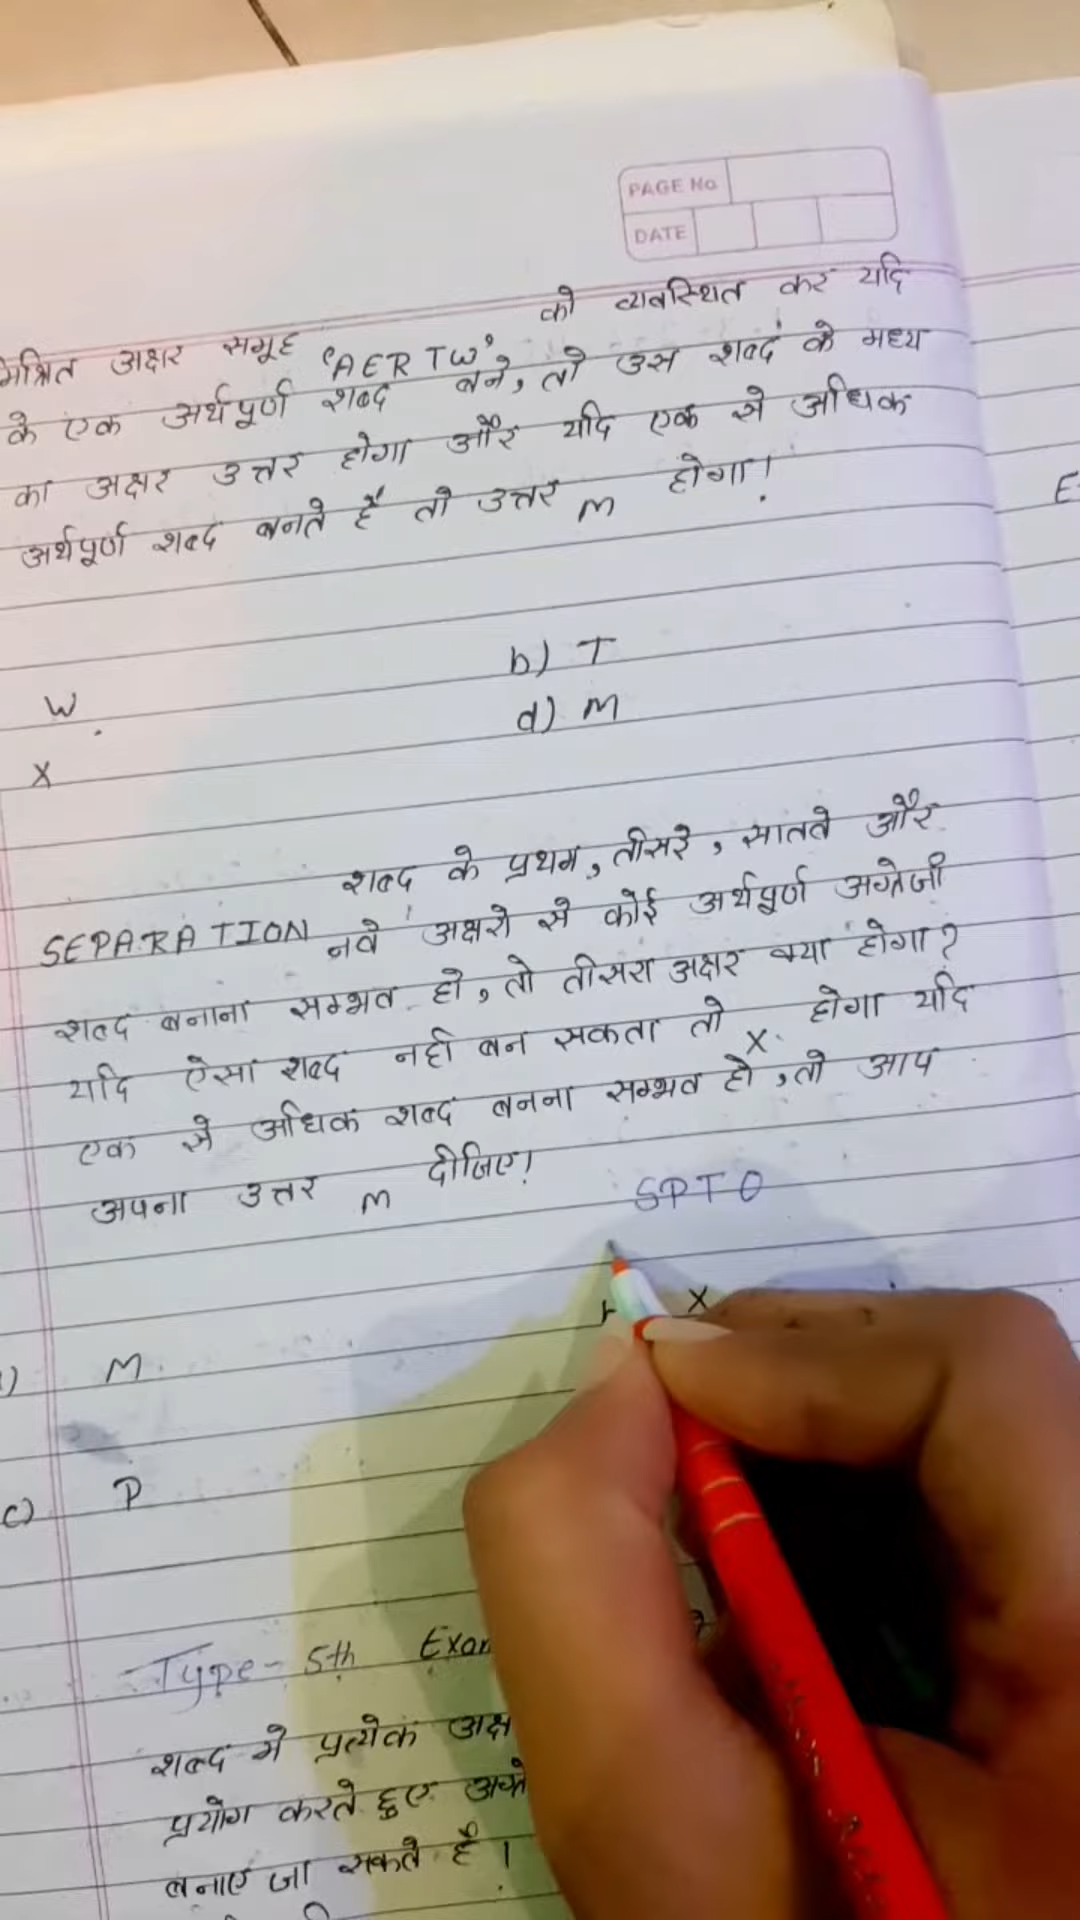 PAGE No
DATE
मिश्रित अक्षर समूह 'AERTW' को व्यवस्थित कर यदि
के एक अर्थपूर्ण शब्द बने, तो उस शब्द के मध्य
का अक्षर उत्तर होगा और यदि एक से अधिक
अर्थपूर्ण शब्द बनते है तो उत्तर M होगा!
W
b) T
X
d) M
SEPARATION शब्द के प्रथम, तीसरे, सातवे और
नवे अक्षरो से कोई अर्थपूर्ण अग्रेजी
शब्द बनाना सम्भव हो, तो तीसरा अक्षर क्या होगा?
यदि ऐसा शब्द नही बन सकता तो X होगा यदि
एक से अधिक शब्द बनना सम्भव हो, तो आप
अपना उत्तर M दीजिए!
SPTO
X
) M
c) P
Type - 5th
शब्द मे प्रत्येक
प्रयोग करते हुए
बनाए जा सकते है।